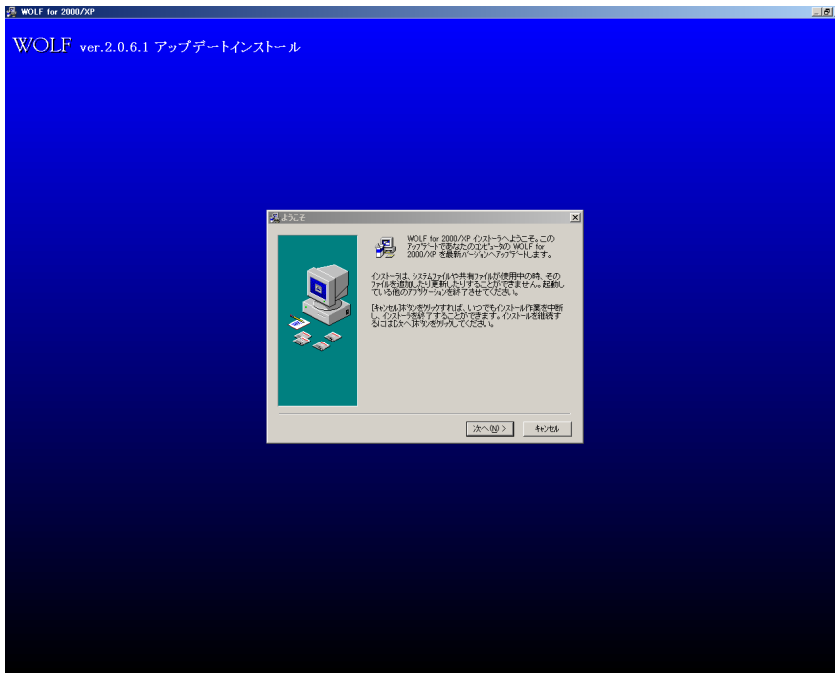 WOLF for 2000/XP
WOLF ver.2.0.6.1 アップデートインストール
ようこそ
WOLF for 2000/XP インストーラへようこそ。この
アップデートであなたのコンピュータの WOLF for
2000/XP を最新バージョンへアップデートします。
インストーラは、システムファイルや共有ファイルが使用中の時、その
ファイルを追加したり更新したりすることができません。起動し
ている他のアプリケーションを終了させてください。
[キャンセル]ボタンをクリックすれば、いつでもインストール作業を中断
し、インストーラを終了することができます。インストールを継続す
るには[次へ]ボタンをクリックしてください。
次へ(N) >
キャンセル